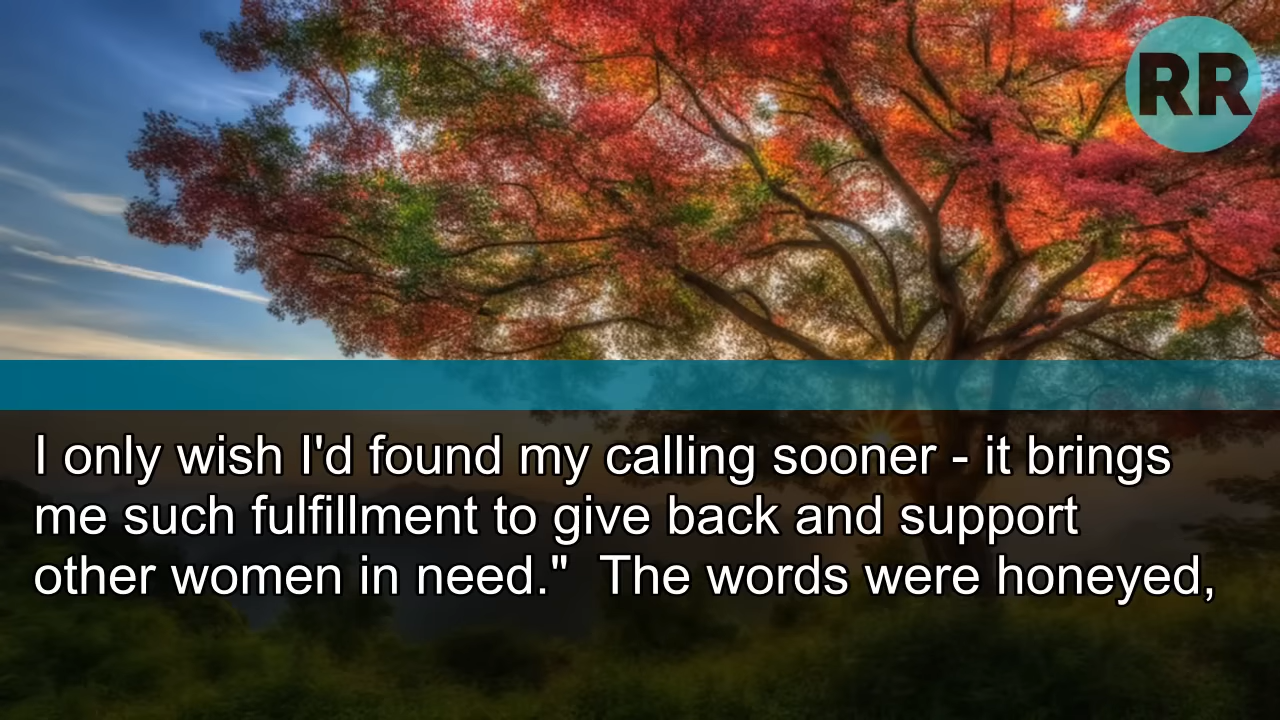 RR
I only wish I'd found my calling sooner - it brings
me such fulfillment to give back and support
other women in need."  The words were honeyed,